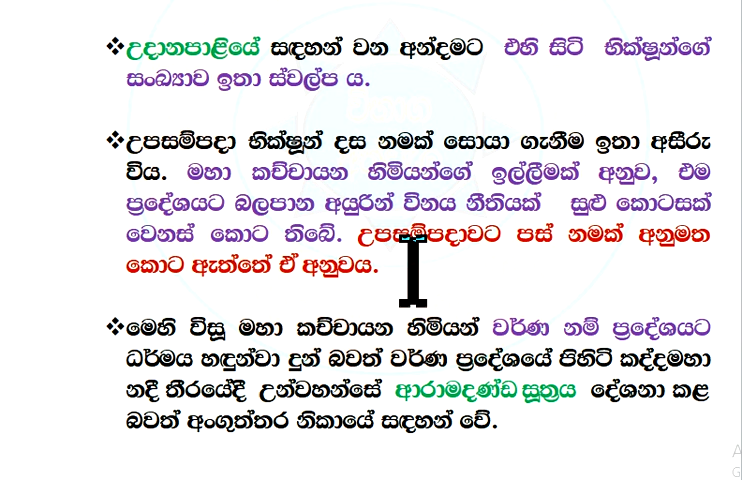 ❖උදානපාළියේ සඳහන් වන අන්දමට එහි සිටි භික්ෂූන්ගේ
සංඛ්‍යාව ඉතා ස්වල්ප ය.
❖උපසම්පදා භික්ෂූන් දස නමක් සොයා ගැනීම ඉතා අසීරු
විය. මහා කච්චායන හිමියන්ගේ ඉල්ලීමක් අනුව, එම
ප්‍රදේශයට බලපාන අයුරින් විනය නීතියක් සුළු කොටසක්
වෙනස් කොට තිබේ. උපසම්පදාවට පස් නමක් අනුමත
කොට ඇත්තේ ඒ අනුවය.
❖මෙහි විසූ මහා කච්චායන හිමියන් වර්ණ නම් ප්‍රදේශයට
ධර්මය හඳුන්වා දුන් බවත් වර්ණ ප්‍රදේශයේ පිහිටි කද්දමහා
නදී තීරයේදී උන්වහන්සේ ආරාමදණ්ඩ සූත්‍රය දේශනා කළ
බවත් අංගුත්තර නිකායේ සඳහන් වේ.